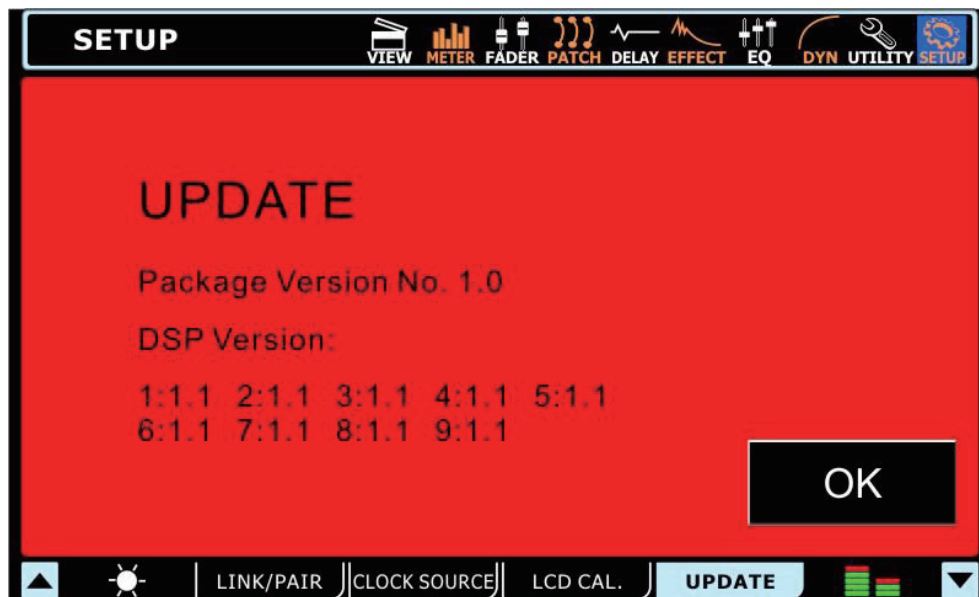 SETUP
VIEW METER FADER PATCH DELAY EFFECT EQ DYN UTILITY SETUP
UPDATE
Package Version No. 1.0
DSP Version:
1:1.1 2:1.1 3:1.1 4:1.1 5:1.1
6:1.1 7:1.1 8:1.1 9:1.1
OK
LINK/PAIR CLOCK SOURCE LCD CAL. UPDATE